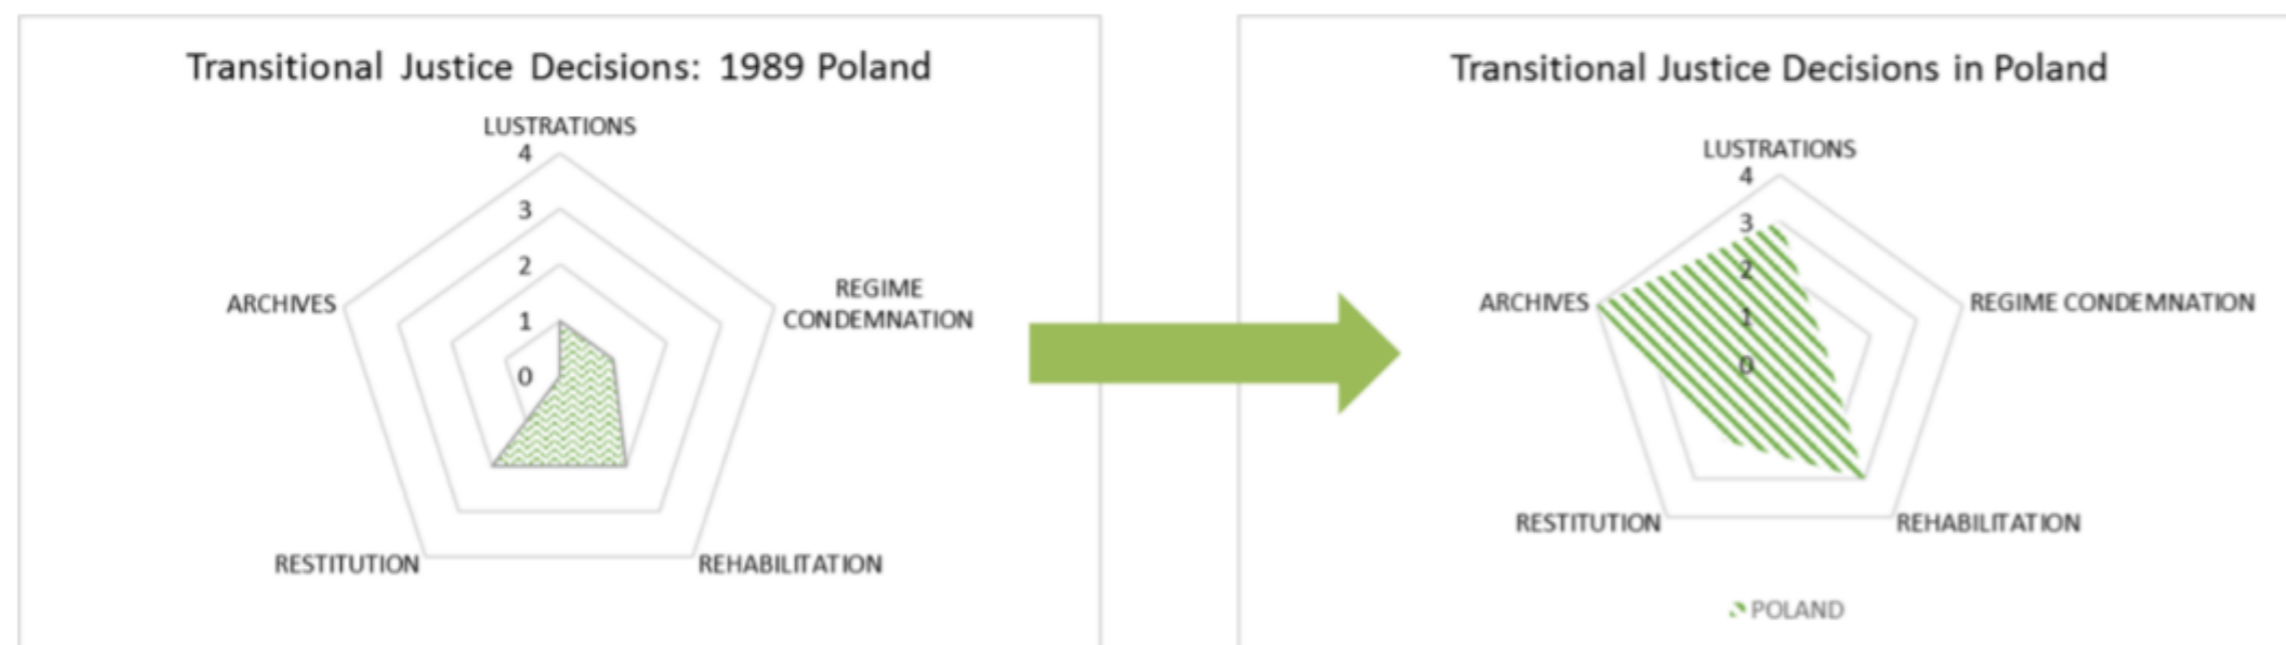 Transitional Justice Decisions: 1989 Poland
LUSTRATIONS
4
3
2
1
0
ARCHIVES
REGIME
CONDEMNATION
RESTITUTION
REHABILITATION
Transitional Justice Decisions in Poland
LUSTRATIONS
4
3
2
1
0
ARCHIVES
REGIME CONDEMNATION
RESTITUTION
REHABILITATION
POLAND